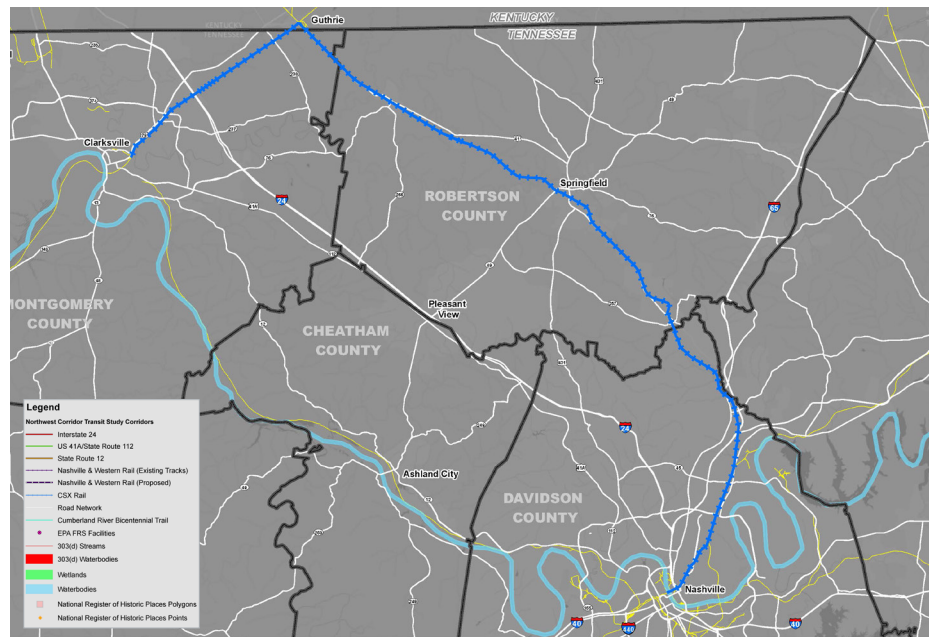 Guthrie
KENTUCKY
TENNESSEE
KENTUCKY
TENNESSEE
Clarksville
24
ROBERTSON
COUNTY
Springfield
65
MONTGOMERY
COUNTY
Pleasant
View
CHEATHAM
COUNTY
24
Ashland City
DAVIDSON
COUNTY
Nashville
40
440
40
Legend
Northwest Corridor Transit Study Corridors
Interstate 24
US 41A/State Route 112
State Route 12
Nashville & Western Rail (Existing Tracks)
Nashville & Western Rail (Proposed)
CSX Rail
Road Network
Cumberland River Bicentennial Trail
EPA FRS Facilities
303(d) Streams
303(d) Waterbodies
Wetlands
Waterbodies
National Register of Historic Places Polygons
National Register of Historic Places Points